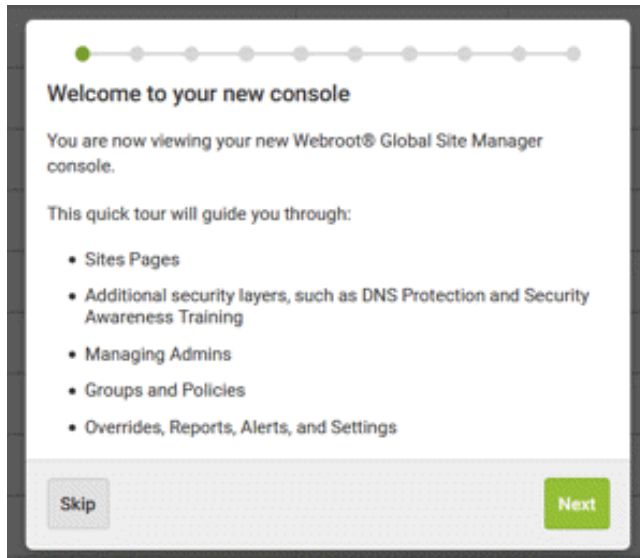 Welcome to your new console
You are now viewing your new Webroot® Global Site Manager
console.
This quick tour will guide you through:
• Sites Pages
• Additional security layers, such as DNS Protection and Security
Awareness Training
• Managing Admins
• Groups and Policies
• Overrides, Reports, Alerts, and Settings
Skip
Next